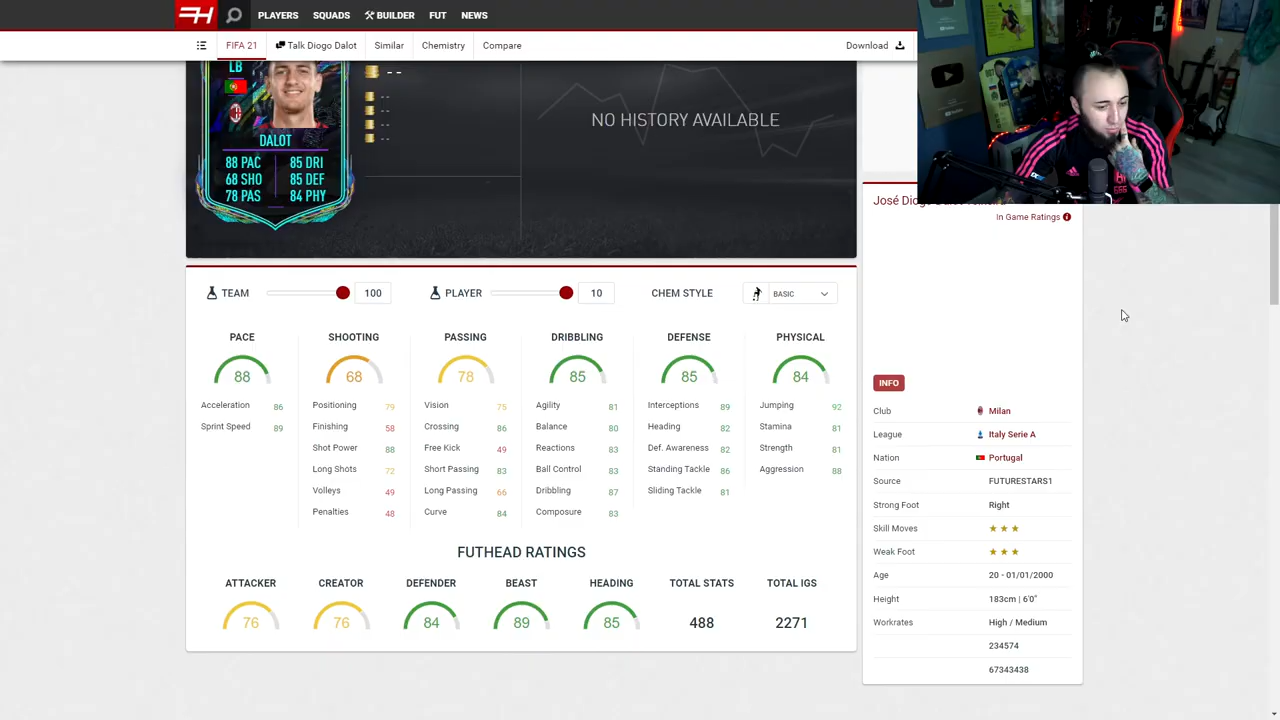 PLAYERS SQUADS BUILDER FUT NEWS
FIFA 21 Talk Diogo Dalot Similar Chemistry Compare Download
LB
DALOT
88 PAC 85 DRI
68 SHO 85 DEF
78 PAS 84 PHY
--
--
--
--
--
NO HISTORY AVAILABLE
TEAM 100 PLAYER 10 CHEM STYLE BASIC
PACE SHOOTING PASSING DRIBBLING DEFENSE PHYSICAL
88 68 78 85 85 84
Acceleration 86 Positioning 79 Vision 75 Agility 81 Interceptions 89 Jumping 92
Sprint Speed 89 Finishing 58 Crossing 86 Balance 80 Heading 82 Stamina 81
Shot Power 88 Free Kick 49 Reactions 83 Def. Awareness 82 Strength 81
Long Shots 72 Short Passing 83 Ball Control 83 Standing Tackle 86 Aggression 88
Volleys 49 Long Passing 66 Dribbling 87 Sliding Tackle 81
Penalties 48 Curve 84 Composure 83
FUTHEAD RATINGS
ATTACKER CREATOR DEFENDER BEAST HEADING TOTAL STATS TOTAL IGS
76 76 84 89 85 488 2271
José Diogo
In Game Ratings
INFO
Club Milan
League Italy Serie A
Nation Portugal
Source FUTURESTARS1
Strong Foot Right
Skill Moves ★ ★ ★
Weak Foot ★ ★ ★
Age 20 - 01/01/2000
Height 183cm | 6'0"
Workrates High / Medium
234574
67343438